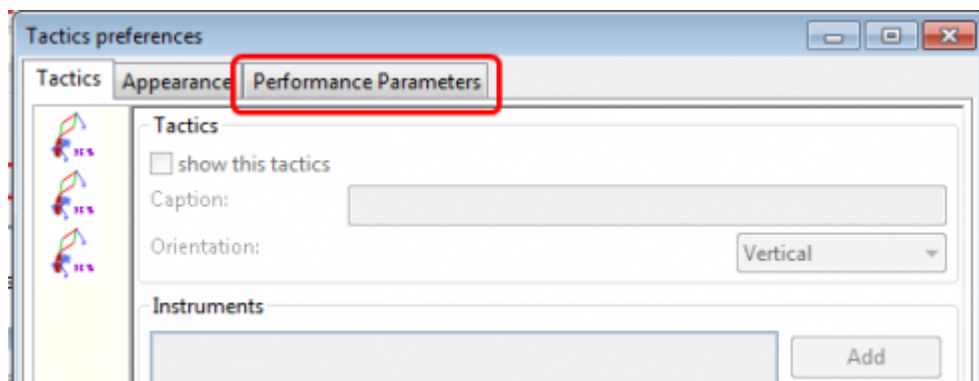 Tactics preferences
Tactics Appearance Performance Parameters
Tactics
show this tactics
Caption:
Orientation: Vertical
Instruments
Add